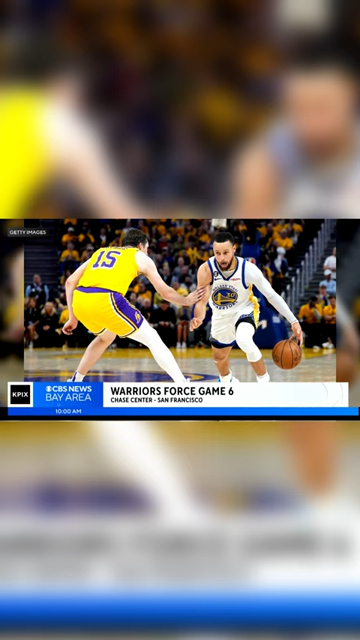 GETTY IMAGES
15
30
KPIX
CBS NEWS
BAY AREA
WARRIORS FORCE GAME 6
CHASE CENTER - SAN FRANCISCO
10:00 AM